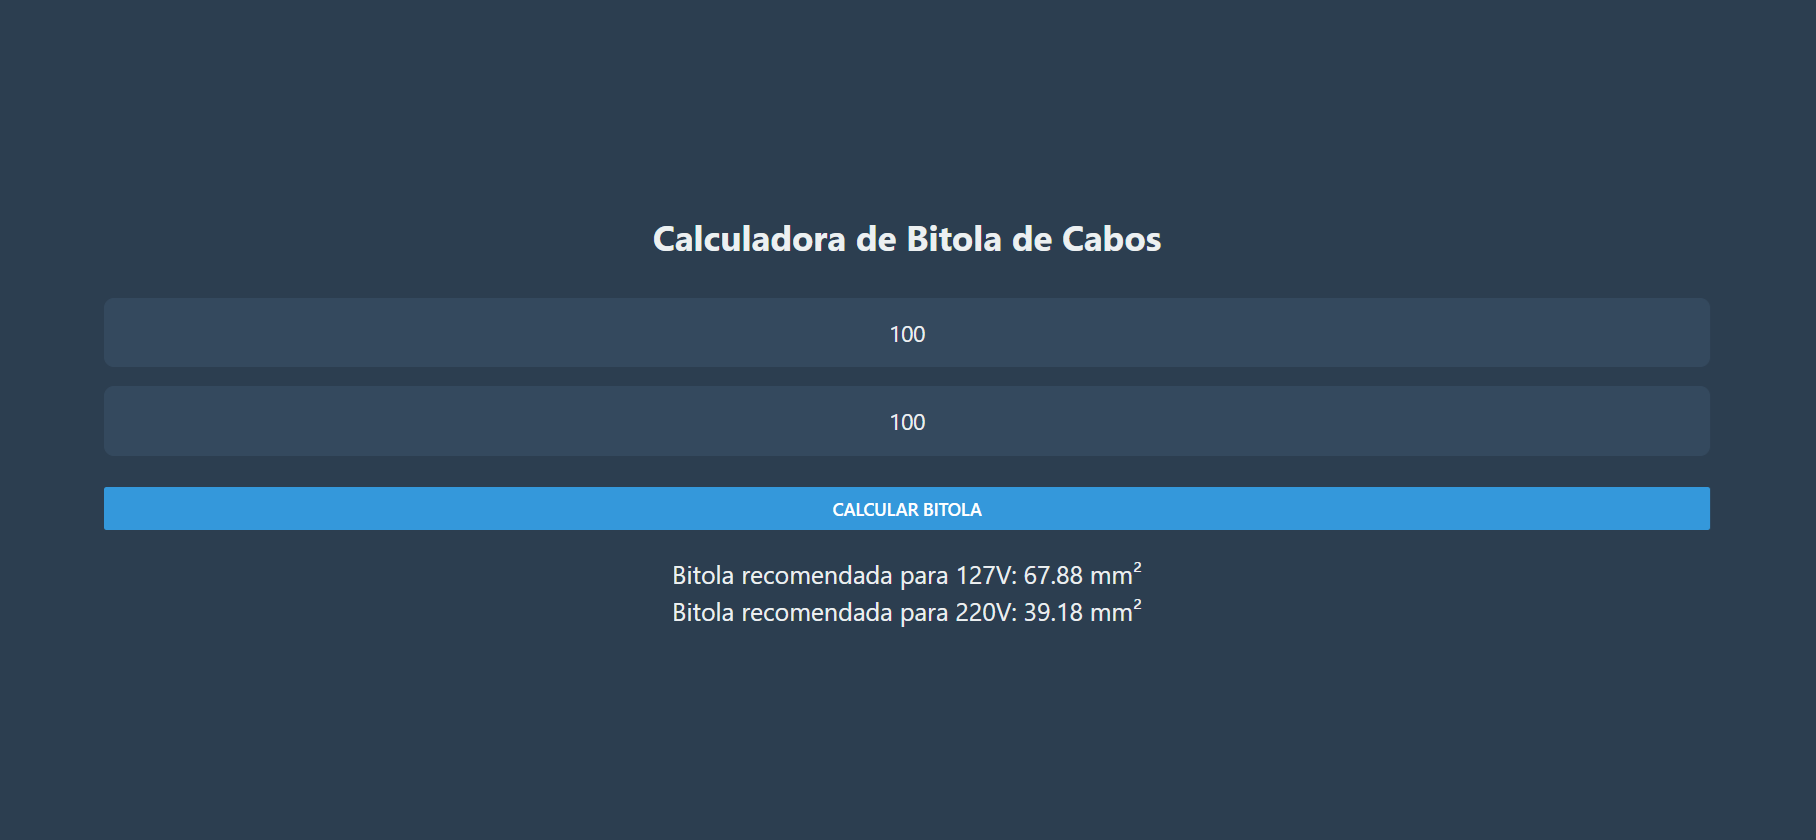 Calculadora de Bitola de Cabos
100
100
CALCULAR BITOLA
Bitola recomendada para 127V: 67.88 mm²
Bitola recomendada para 220V: 39.18 mm²